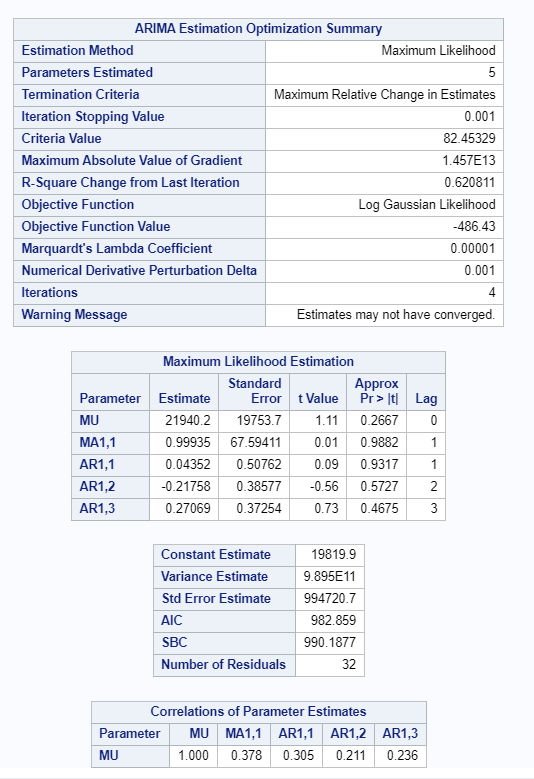 ARIMA Estimation Optimization Summary
Estimation Method Maximum Likelihood
Parameters Estimated 5
Termination Criteria Maximum Relative Change in Estimates
Iteration Stopping Value 0.001
Criteria Value 82.45329
Maximum Absolute Value of Gradient 1.457E13
R-Square Change from Last Iteration 0.620811
Objective Function Log Gaussian Likelihood
Objective Function Value -486.43
Marquardt's Lambda Coefficient 0.00001
Numerical Derivative Perturbation Delta 0.001
Iterations 4
Warning Message Estimates may not have converged.
Maximum Likelihood Estimation
Parameter Estimate Standard Error t Value Approx Pr > |t| Lag
MU 21940.2 19753.7 1.11 0.2667 0
MA1,1 0.99935 67.59411 0.01 0.9882 1
AR1,1 0.04352 0.50762 0.09 0.9317 1
AR1,2 -0.21758 0.38577 -0.56 0.5727 2
AR1,3 0.27069 0.37254 0.73 0.4675 3
Constant Estimate 19819.9
Variance Estimate 9.895E11
Std Error Estimate 994720.7
AIC 982.859
SBC 990.1877
Number of Residuals 32
Correlations of Parameter Estimates
Parameter MU MA1,1 AR1,1 AR1,2 AR1,3
MU 1.000 0.378 0.305 0.211 0.236